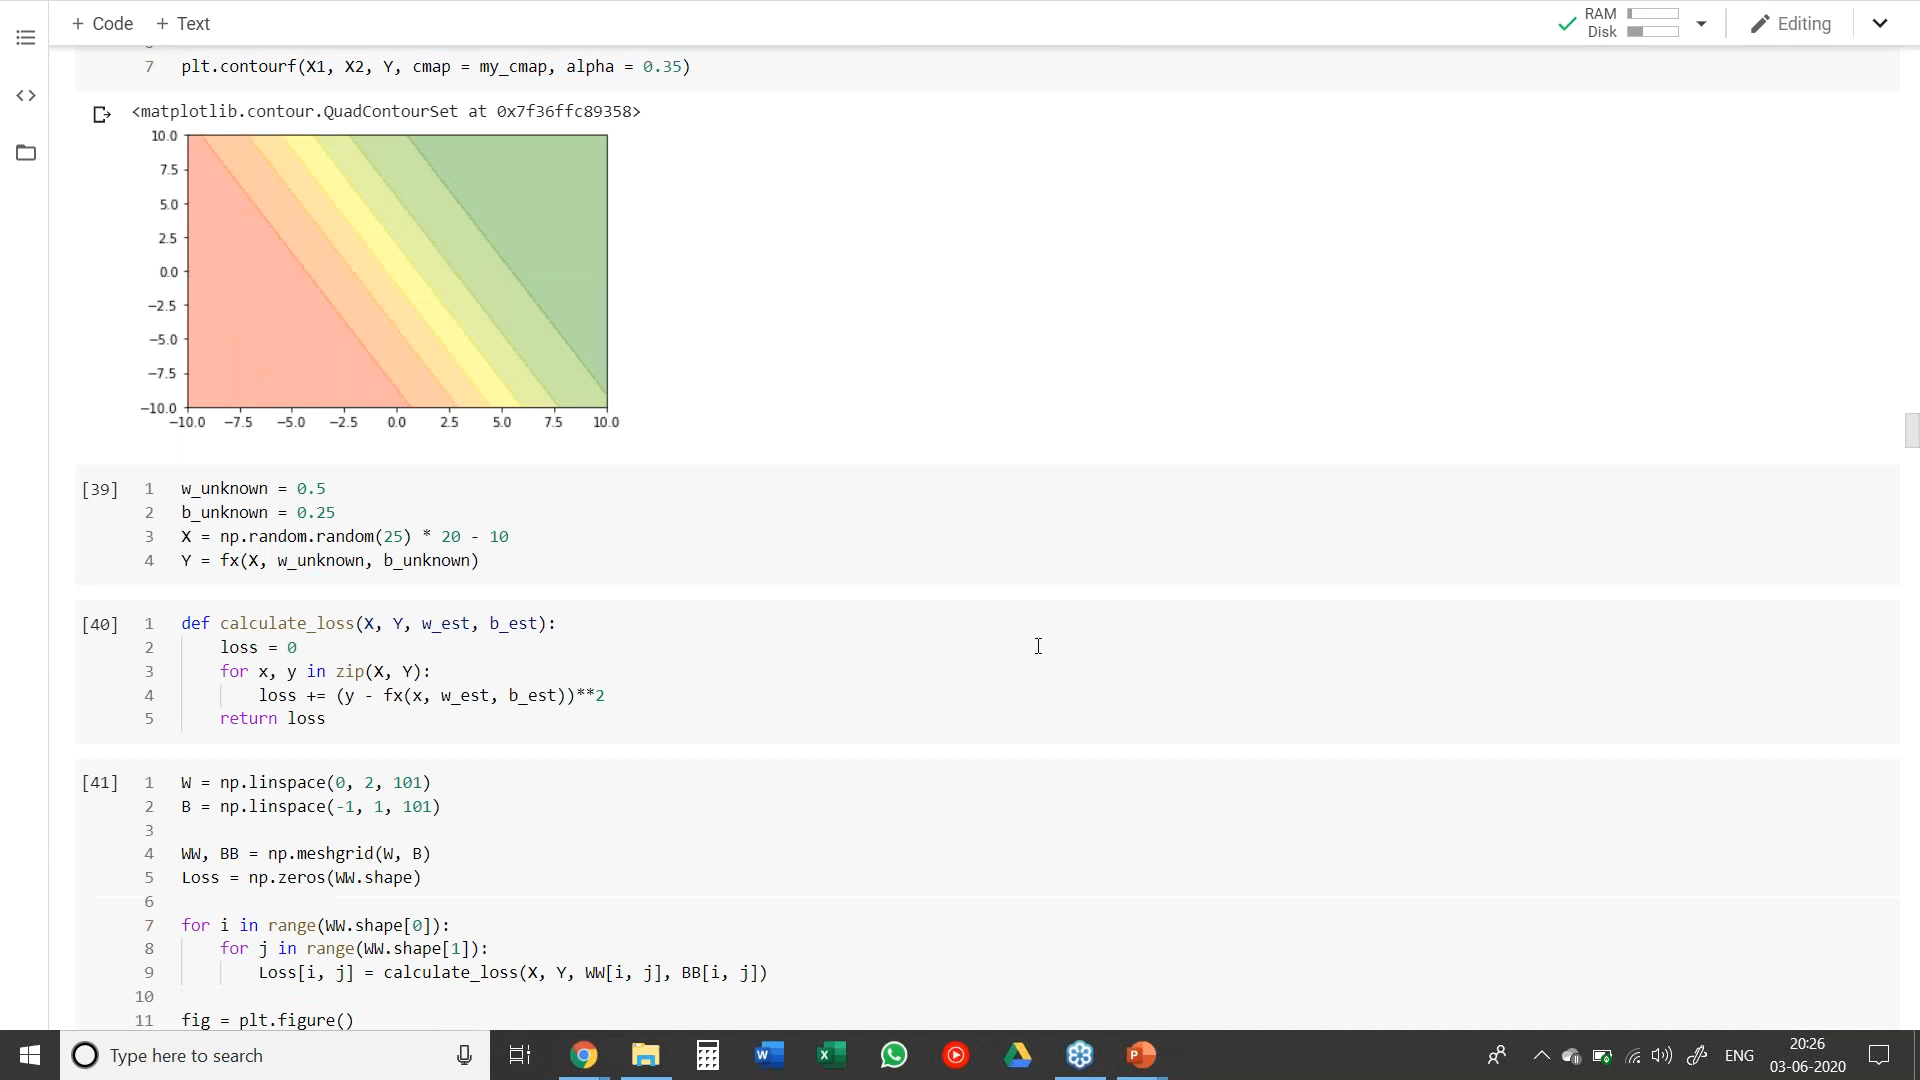 + Code + Text
RAM
Disk
Editing
7 plt.contourf(X1, X2, Y, cmap = my_cmap, alpha = 0.35)
<matplotlib.contour.QuadContourSet at 0x7f36ffc89358>
10.0
7.5
5.0
2.5
0.0
−2.5
−5.0
−7.5
−10.0
−10.0 −7.5 −5.0 −2.5 0.0 2.5 5.0 7.5 10.0
[39] 1 w_unknown = 0.5
2 b_unknown = 0.25
3 X = np.random.random(25) * 20 - 10
4 Y = fx(X, w_unknown, b_unknown)
[40] 1 def calculate_loss(X, Y, w_est, b_est):
2 loss = 0
3 for x, y in zip(X, Y):
4 loss += (y - fx(x, w_est, b_est))**2
5 return loss
[41] 1 W = np.linspace(0, 2, 101)
2 B = np.linspace(-1, 1, 101)
3
4 WW, BB = np.meshgrid(W, B)
5 Loss = np.zeros(WW.shape)
6
7 for i in range(WW.shape[0]):
8 for j in range(WW.shape[1]):
9 Loss[i, j] = calculate_loss(X, Y, WW[i, j], BB[i, j])
10
11 fig = plt.figure()
Type here to search
ENG
20:26
03-06-2020